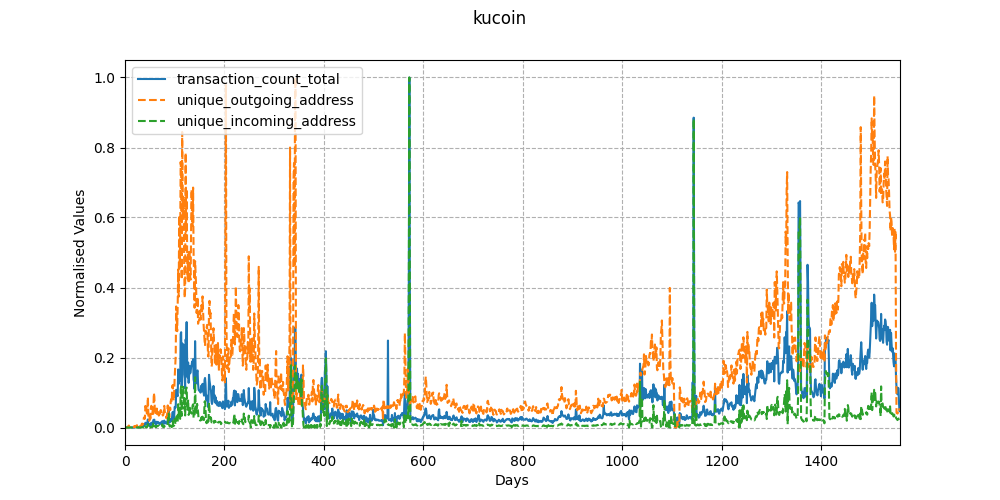 kucoin
transaction_count_total
unique_outgoing_address
unique_incoming_address
Normalised Values
1.0
0.8
0.6
0.4
0.2
0.0
0 200 400 600 800 1000 1200 1400
Days